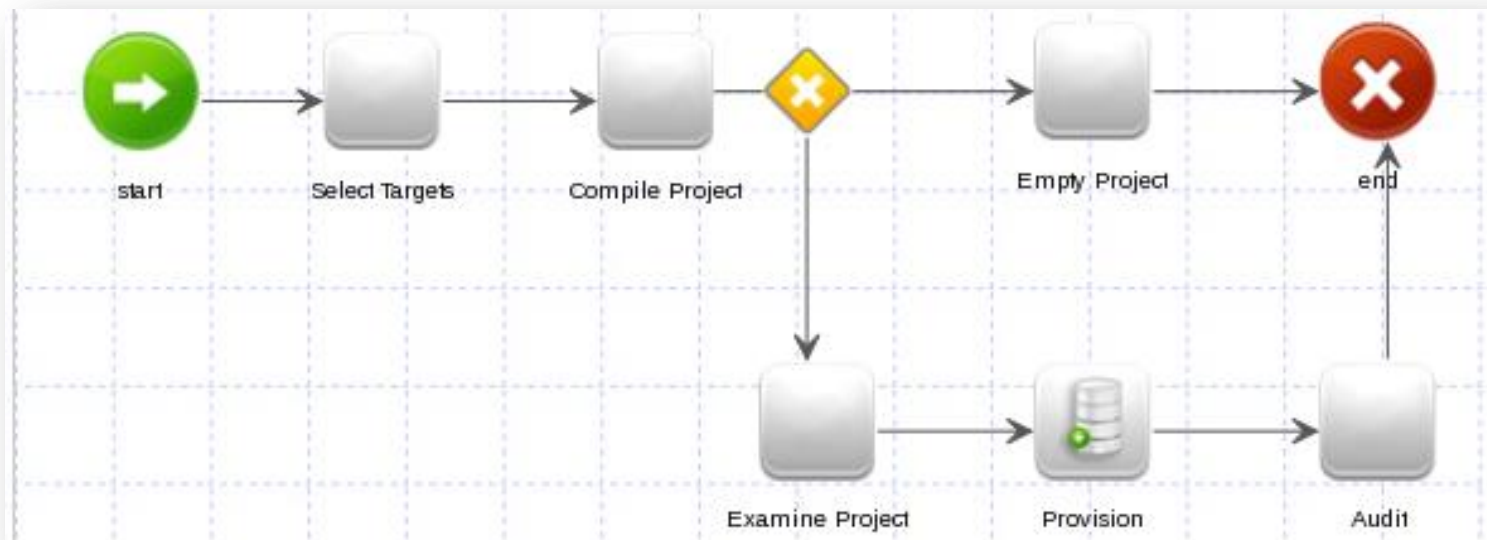 start
Select Targets
Compile Project
Empty Project
end
Examine Project
Provision
Audit